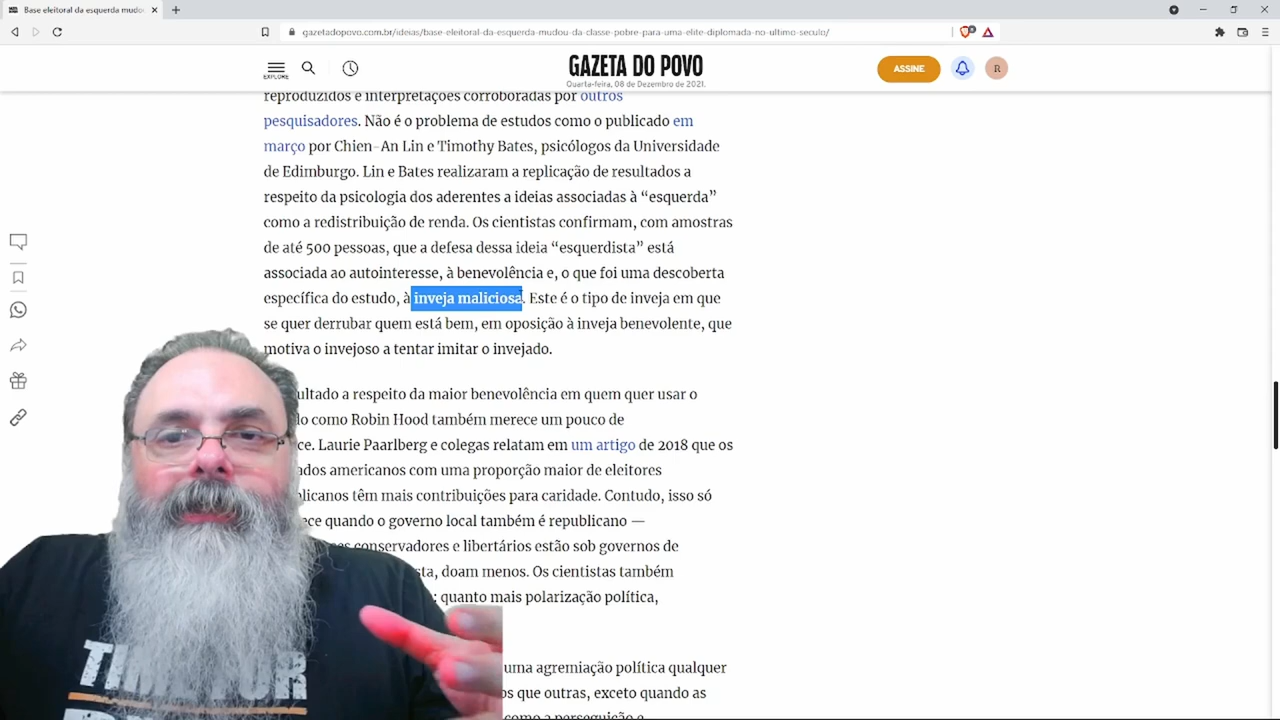 Base eleitoral da esquerda mudou
gazetadopovo.com.br/ideias/base-eleitoral-da-esquerda-mudou-da-classe-pobre-para-uma-elite-diplomada-no-ultimo-seculo/
EXPLORE
GAZETA DO POVO
Quarta-feira, 08 de Dezembro de 2021.
ASSINE
R
reproduzidos e interpretações corroboradas por outros
pesquisadores. Não é o problema de estudos como o publicado em
março por Chien-An Lin e Timothy Bates, psicólogos da Universidade
de Edimburgo. Lin e Bates realizaram a replicação de resultados a
respeito da psicologia dos aderentes a ideias associadas à “esquerda”
como a redistribuição de renda. Os cientistas confirmam, com amostras
de até 500 pessoas, que a defesa dessa ideia “esquerdista” está
associada ao autointeresse, à benevolência e, o que foi uma descoberta
específica do estudo, à inveja maliciosa. Este é o tipo de inveja em que
se quer derrubar quem está bem, em oposição à inveja benevolente, que
motiva o invejoso a tentar imitar o invejado.
ultado a respeito da maior benevolência em quem quer usar o
o como Robin Hood também merece um pouco de
ce. Laurie Paarlberg e colegas relatam em um artigo de 2018 que os
ados americanos com uma proporção maior de eleitores
licanos têm mais contribuições para caridade. Contudo, isso só
ece quando o governo local também é republicano —
conservadores e libertários estão sob governos de
sta, doam menos. Os cientistas também
: quanto mais polarização política,
uma agremiação política qualquer
os que outras, exceto quando as
como a perseguição e